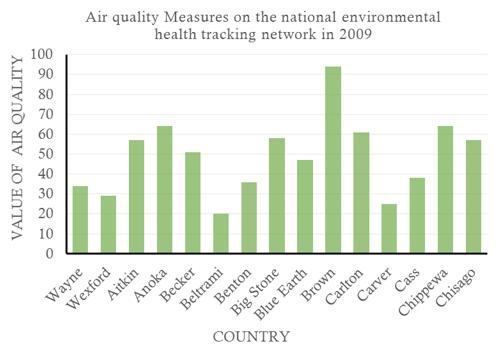 Air quality Measures on the national environmental
health tracking network in 2009
VALUE OF AIR QUALITY
100
90
80
70
60
50
40
30
20
10
0
Wayne
Wexford
Aitkin
Anoka
Becker
Beltrami
Benton
Big Stone
Blue Earth
Brown
Carlton
Carver
Cass
Chippewa
Chisago
COUNTRY